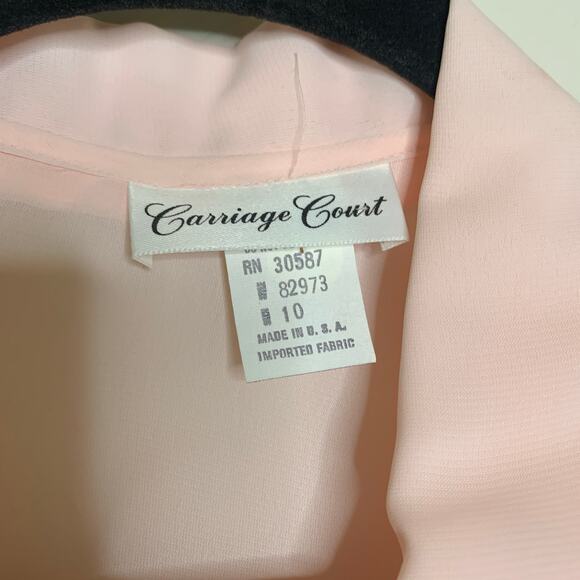 Carriage Court
RN 30587
82973
10
MADE IN U.S.A.
IMPORTED FABRIC